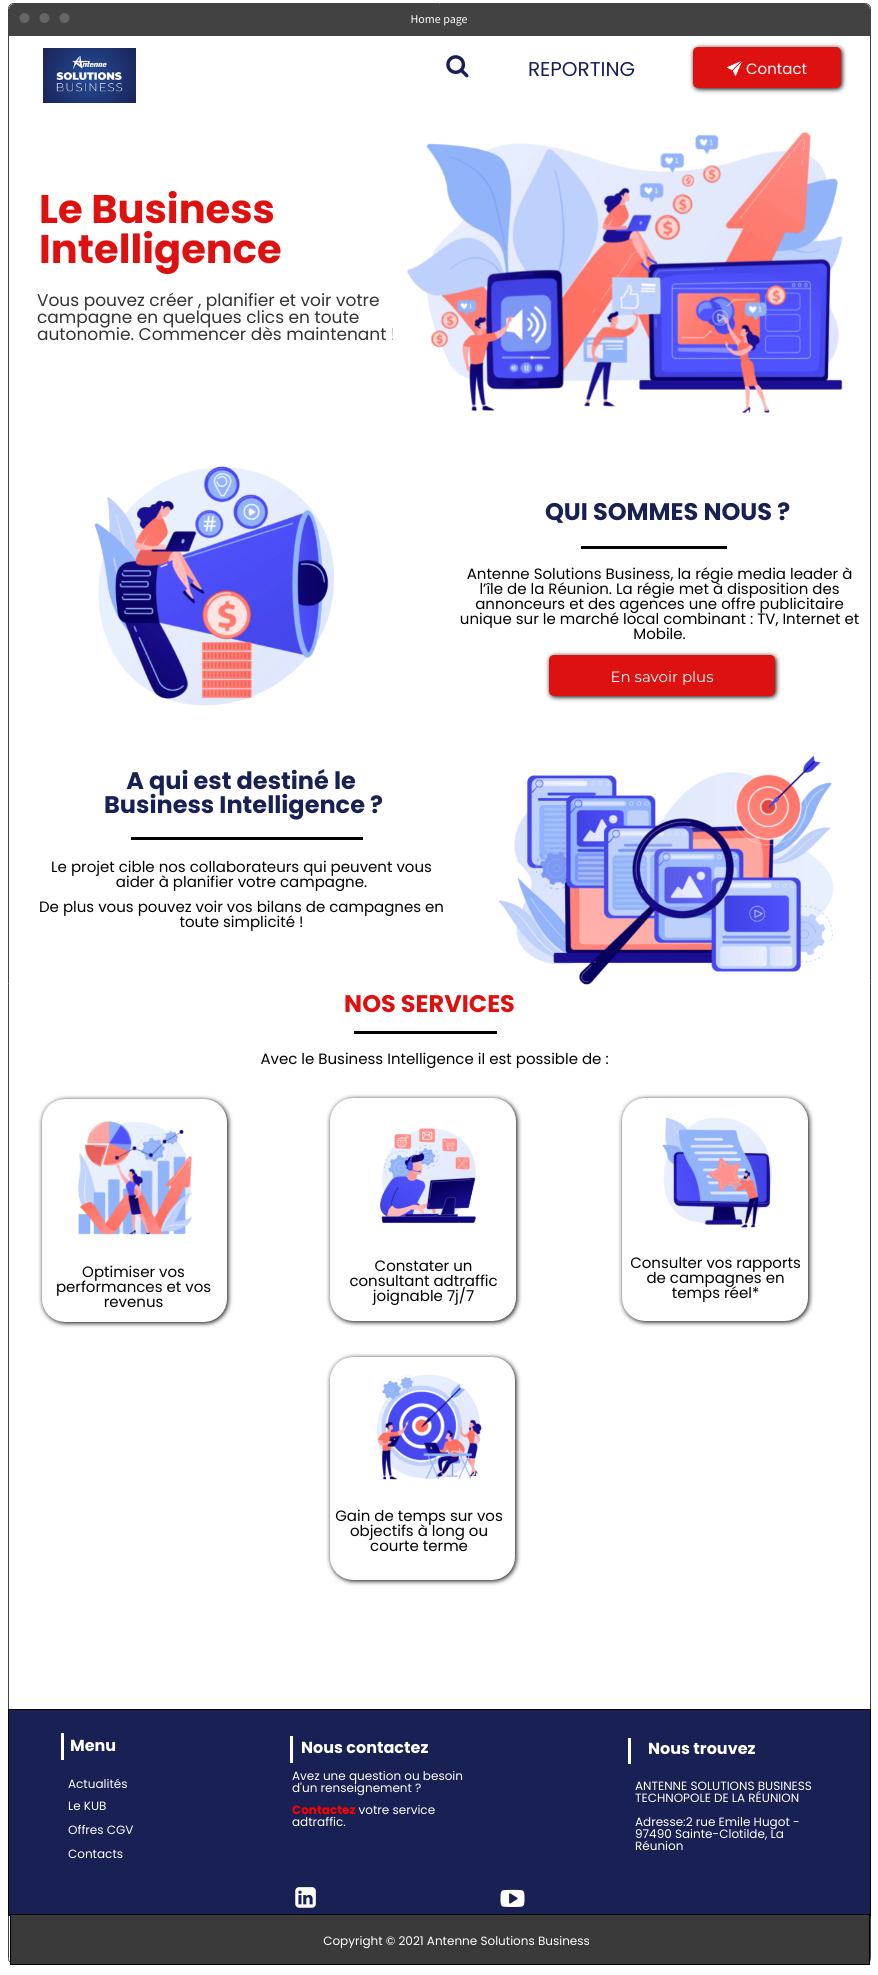 Home page
Antenne
SOLUTIONS
BUSINESS
REPORTING
Contact
Le Business
Intelligence
Vous pouvez créer , planifier et voir votre
campagne en quelques clics en toute
autonomie. Commencer dès maintenant !
1
1
1
1
1
$
$
$
$
$
$
$
#
$
QUI SOMMES NOUS ?
Antenne Solutions Business, la régie media leader à
l'île de la Réunion. La régie met à disposition des
annonceurs et des agences une offre publicitaire
unique sur le marché local combinant : TV, Internet et
Mobile.
En savoir plus
A qui est destiné le
Business Intelligence ?
Le projet cible nos collaborateurs qui peuvent vous
aider à planifier votre campagne.
De plus vous pouvez voir vos bilans de campagnes en
toute simplicité !
NOS SERVICES
Avec le Business Intelligence il est possible de :
Optimiser vos
performances et vos
revenus
Constater un
consultant adtraffic
joignable 7j/7
Consulter vos rapports
de campagnes en
temps réel*
Gain de temps sur vos
objectifs à long ou
courte terme
Menu
Actualités
Le KUB
Offres CGV
Contacts
Nous contactez
Avez une question ou besoin
d'un renseignement ?
Contactez votre service
adtraffic.
Nous trouvez
ANTENNE SOLUTIONS BUSINESS
TECHNOPOLE DE LA RÉUNION
Adresse:2 rue Emile Hugot -
97490 Sainte-Clotilde, La
Réunion
in
Copyright © 2021 Antenne Solutions Business